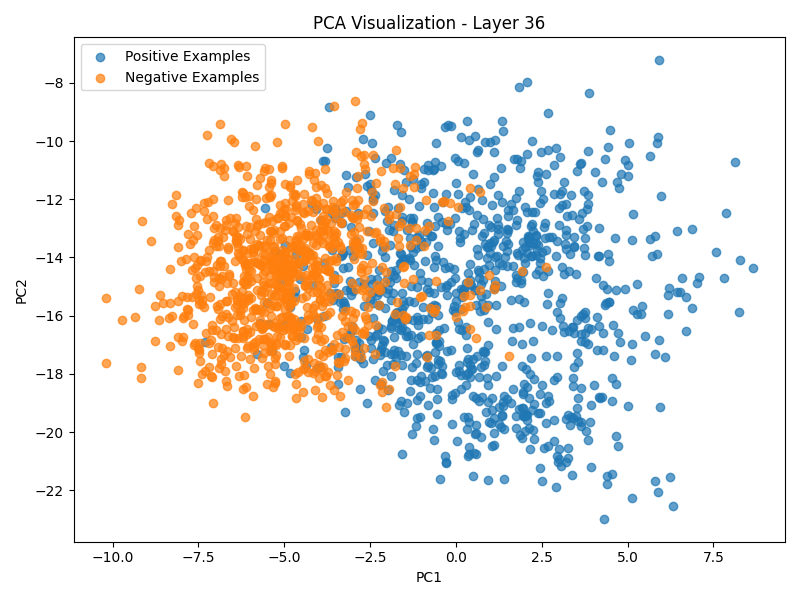 PCA Visualization - Layer 36
Positive Examples
Negative Examples
−8
−10
−12
−14
−16
−18
−20
−22
PC2
−10.0 −7.5 −5.0 −2.5 0.0 2.5 5.0 7.5
PC1